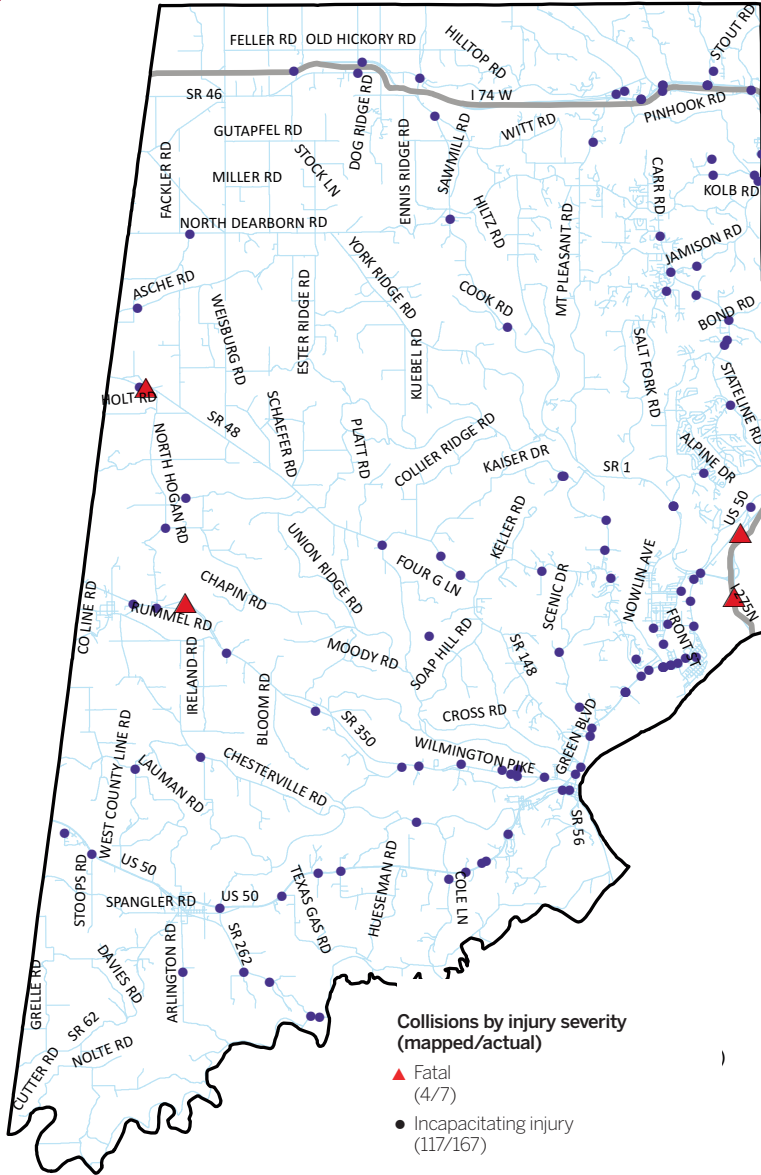 FELLER RD
OLD HICKORY RD
HILLTOP RD
STOUT RD
SR 46
I 74 W
PINHOOK RD
DOG RIDGE RD
GUTAPFEL RD
WITT RD
STOCK LN
ENNIS RIDGE RD
SAWMILL RD
FACKLER RD
MILLER RD
CARR RD
KOLB RD
NORTH DEARBORN RD
HILTZ RD
MT PLEASANT RD
YORK RIDGE RD
JAMISON RD
ASCHE RD
WEISBURG RD
ESTER RIDGE RD
COOK RD
BOND RD
KUEBEL RD
SALT FORK RD
HOLT RD
STATELINE RD
SR 48
SCHAEFER RD
PLATT RD
NORTH HOGAN RD
COLLIER RIDGE RD
KAISER DR
SR 1
ALPINE DR
US 50
UNION RIDGE RD
KELLER RD
FOUR G LN
NOWLIN AVE
CHAPIN RD
SCENIC DR
I 275N
CO LINE RD
RUMMEL RD
FRONT ST
MOODY RD
SOAP HILL RD
SR 148
IRELAND RD
BLOOM RD
SR 350
CROSS RD
GREEN BLVD
WEST COUNTY LINE RD
WILMINGTON PIKE
LAUMAN RD
CHESTERVILLE RD
SR 56
STOOPS RD
US 50
TEXAS GAS RD
HUESEMAN RD
COLE LN
SPANGLER RD
US 50
DAVIES RD
ARLINGTON RD
SR 262
GRELLE RD
SR 62
NOLTE RD
CUTTER RD
Collisions by injury severity
(mapped/actual)
Fatal
(4/7)
)
Incapacitating injury
(117/167)